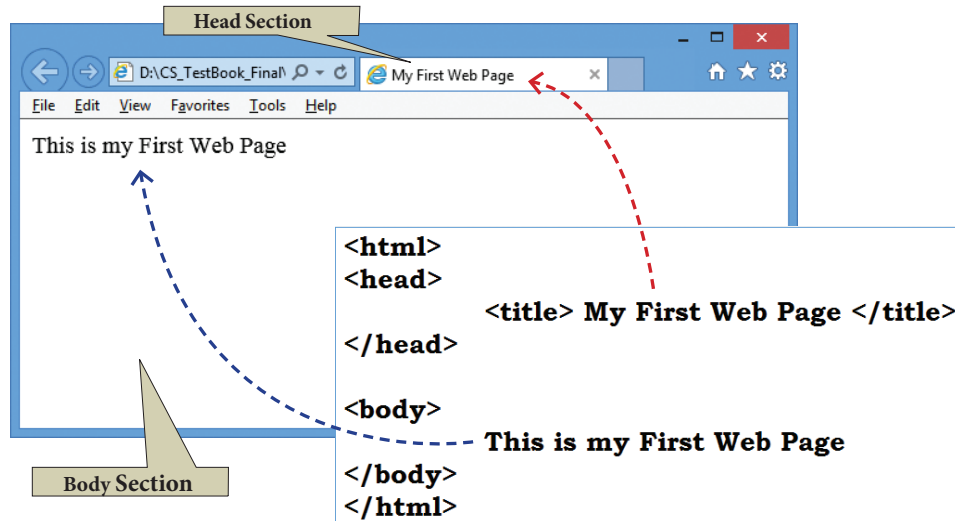 Head Section
D:\CS_TestBook_Final\
My First Web Page
File Edit View Favorites Tools Help
This is my First Web Page
<html>
<head>
<title> My First Web Page </title>
</head>
<body>
This is my First Web Page
</body>
</html>
Body Section